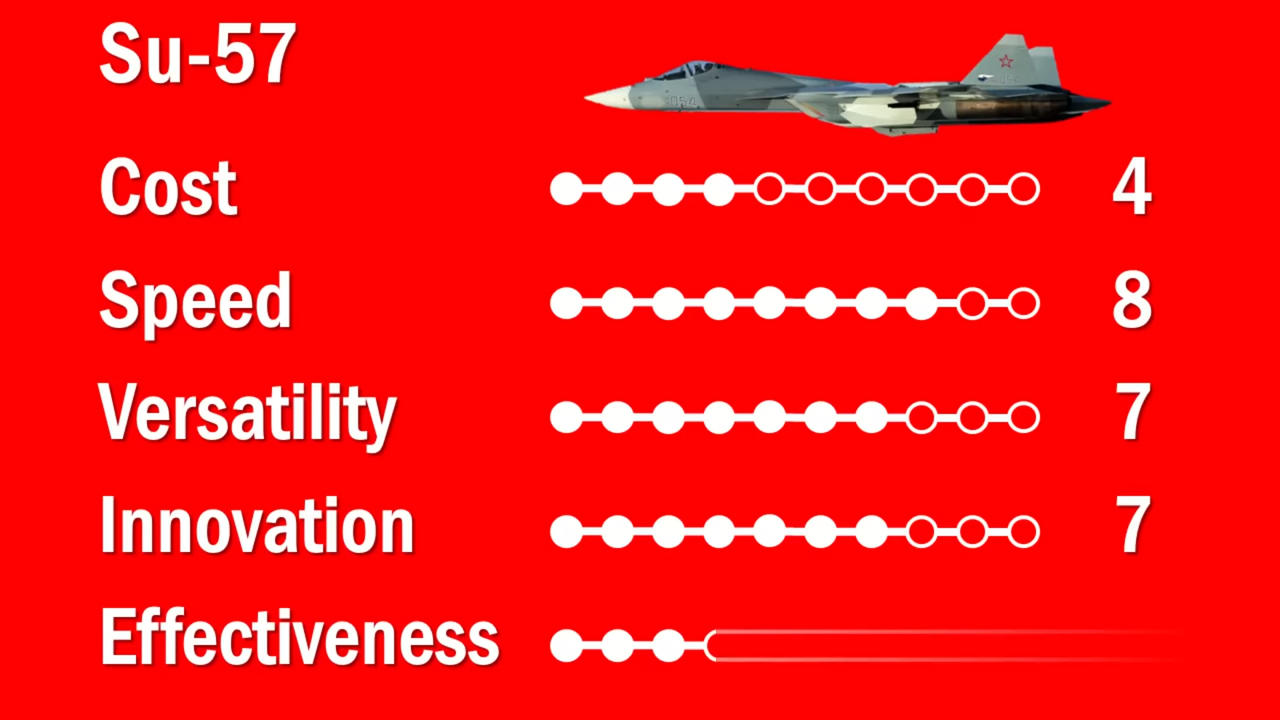 Su-57
Cost 4
Speed 8
Versatility 7
Innovation 7
Effectiveness